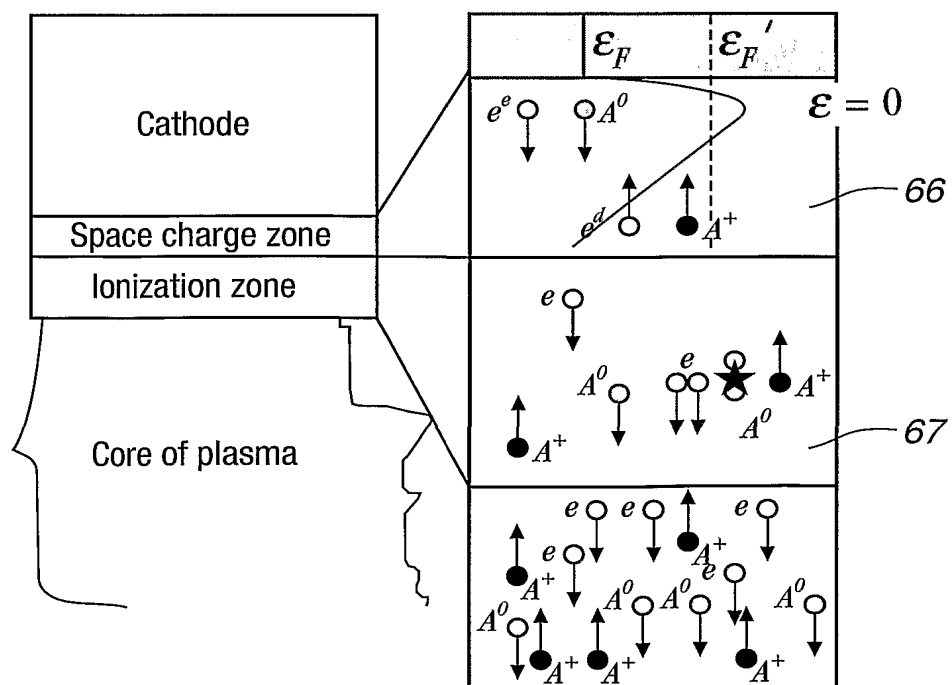 Cathode
Space charge zone
Ionization zone
Core of plasma
ε_F
ε_F′
ε = 0
e^e
A^0
e^d
A^+
66
e
A^0
e
A^+
A^0
A^+
67
e
e
e
A^+
e
A^+
e
A^0
A^0
A^0
A^0
A^+
A^+
A^+